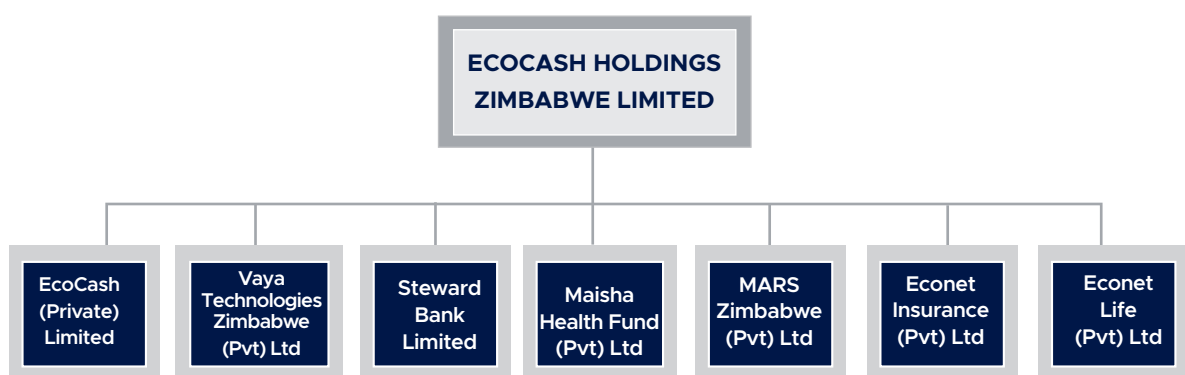 ECOCASH HOLDINGS
ZIMBABWE LIMITED
EcoCash
(Private)
Limited
Vaya
Technologies
Zimbabwe
(Pvt) Ltd
Steward
Bank
Limited
Maisha
Health Fund
(Pvt) Ltd
MARS
Zimbabwe
(Pvt) Ltd
Econet
Insurance
(Pvt) Ltd
Econet
Life
(Pvt) Ltd